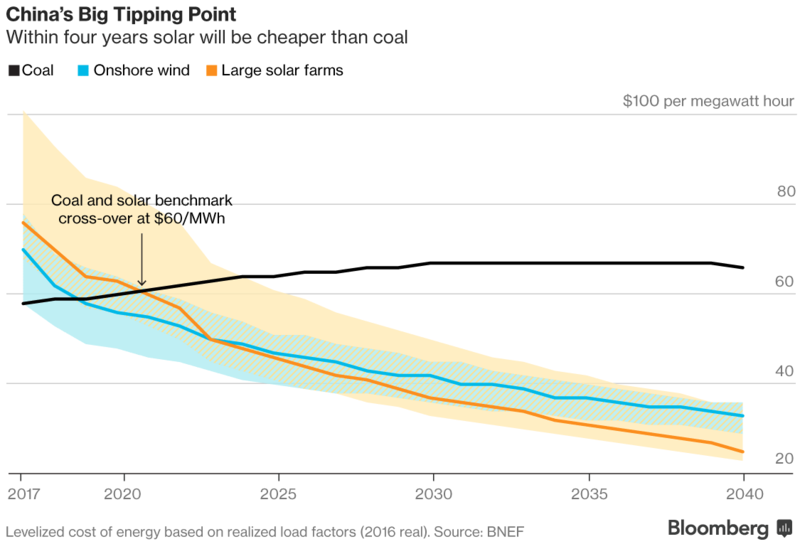 China's Big Tipping Point
Within four years solar will be cheaper than coal
Coal Onshore wind Large solar farms
$100 per megawatt hour
80
Coal and solar benchmark
cross-over at $60/MWh
60
40
20
2017 2020 2025 2030 2035 2040
Levelized cost of energy based on realized load factors (2016 real). Source: BNEF
Bloomberg